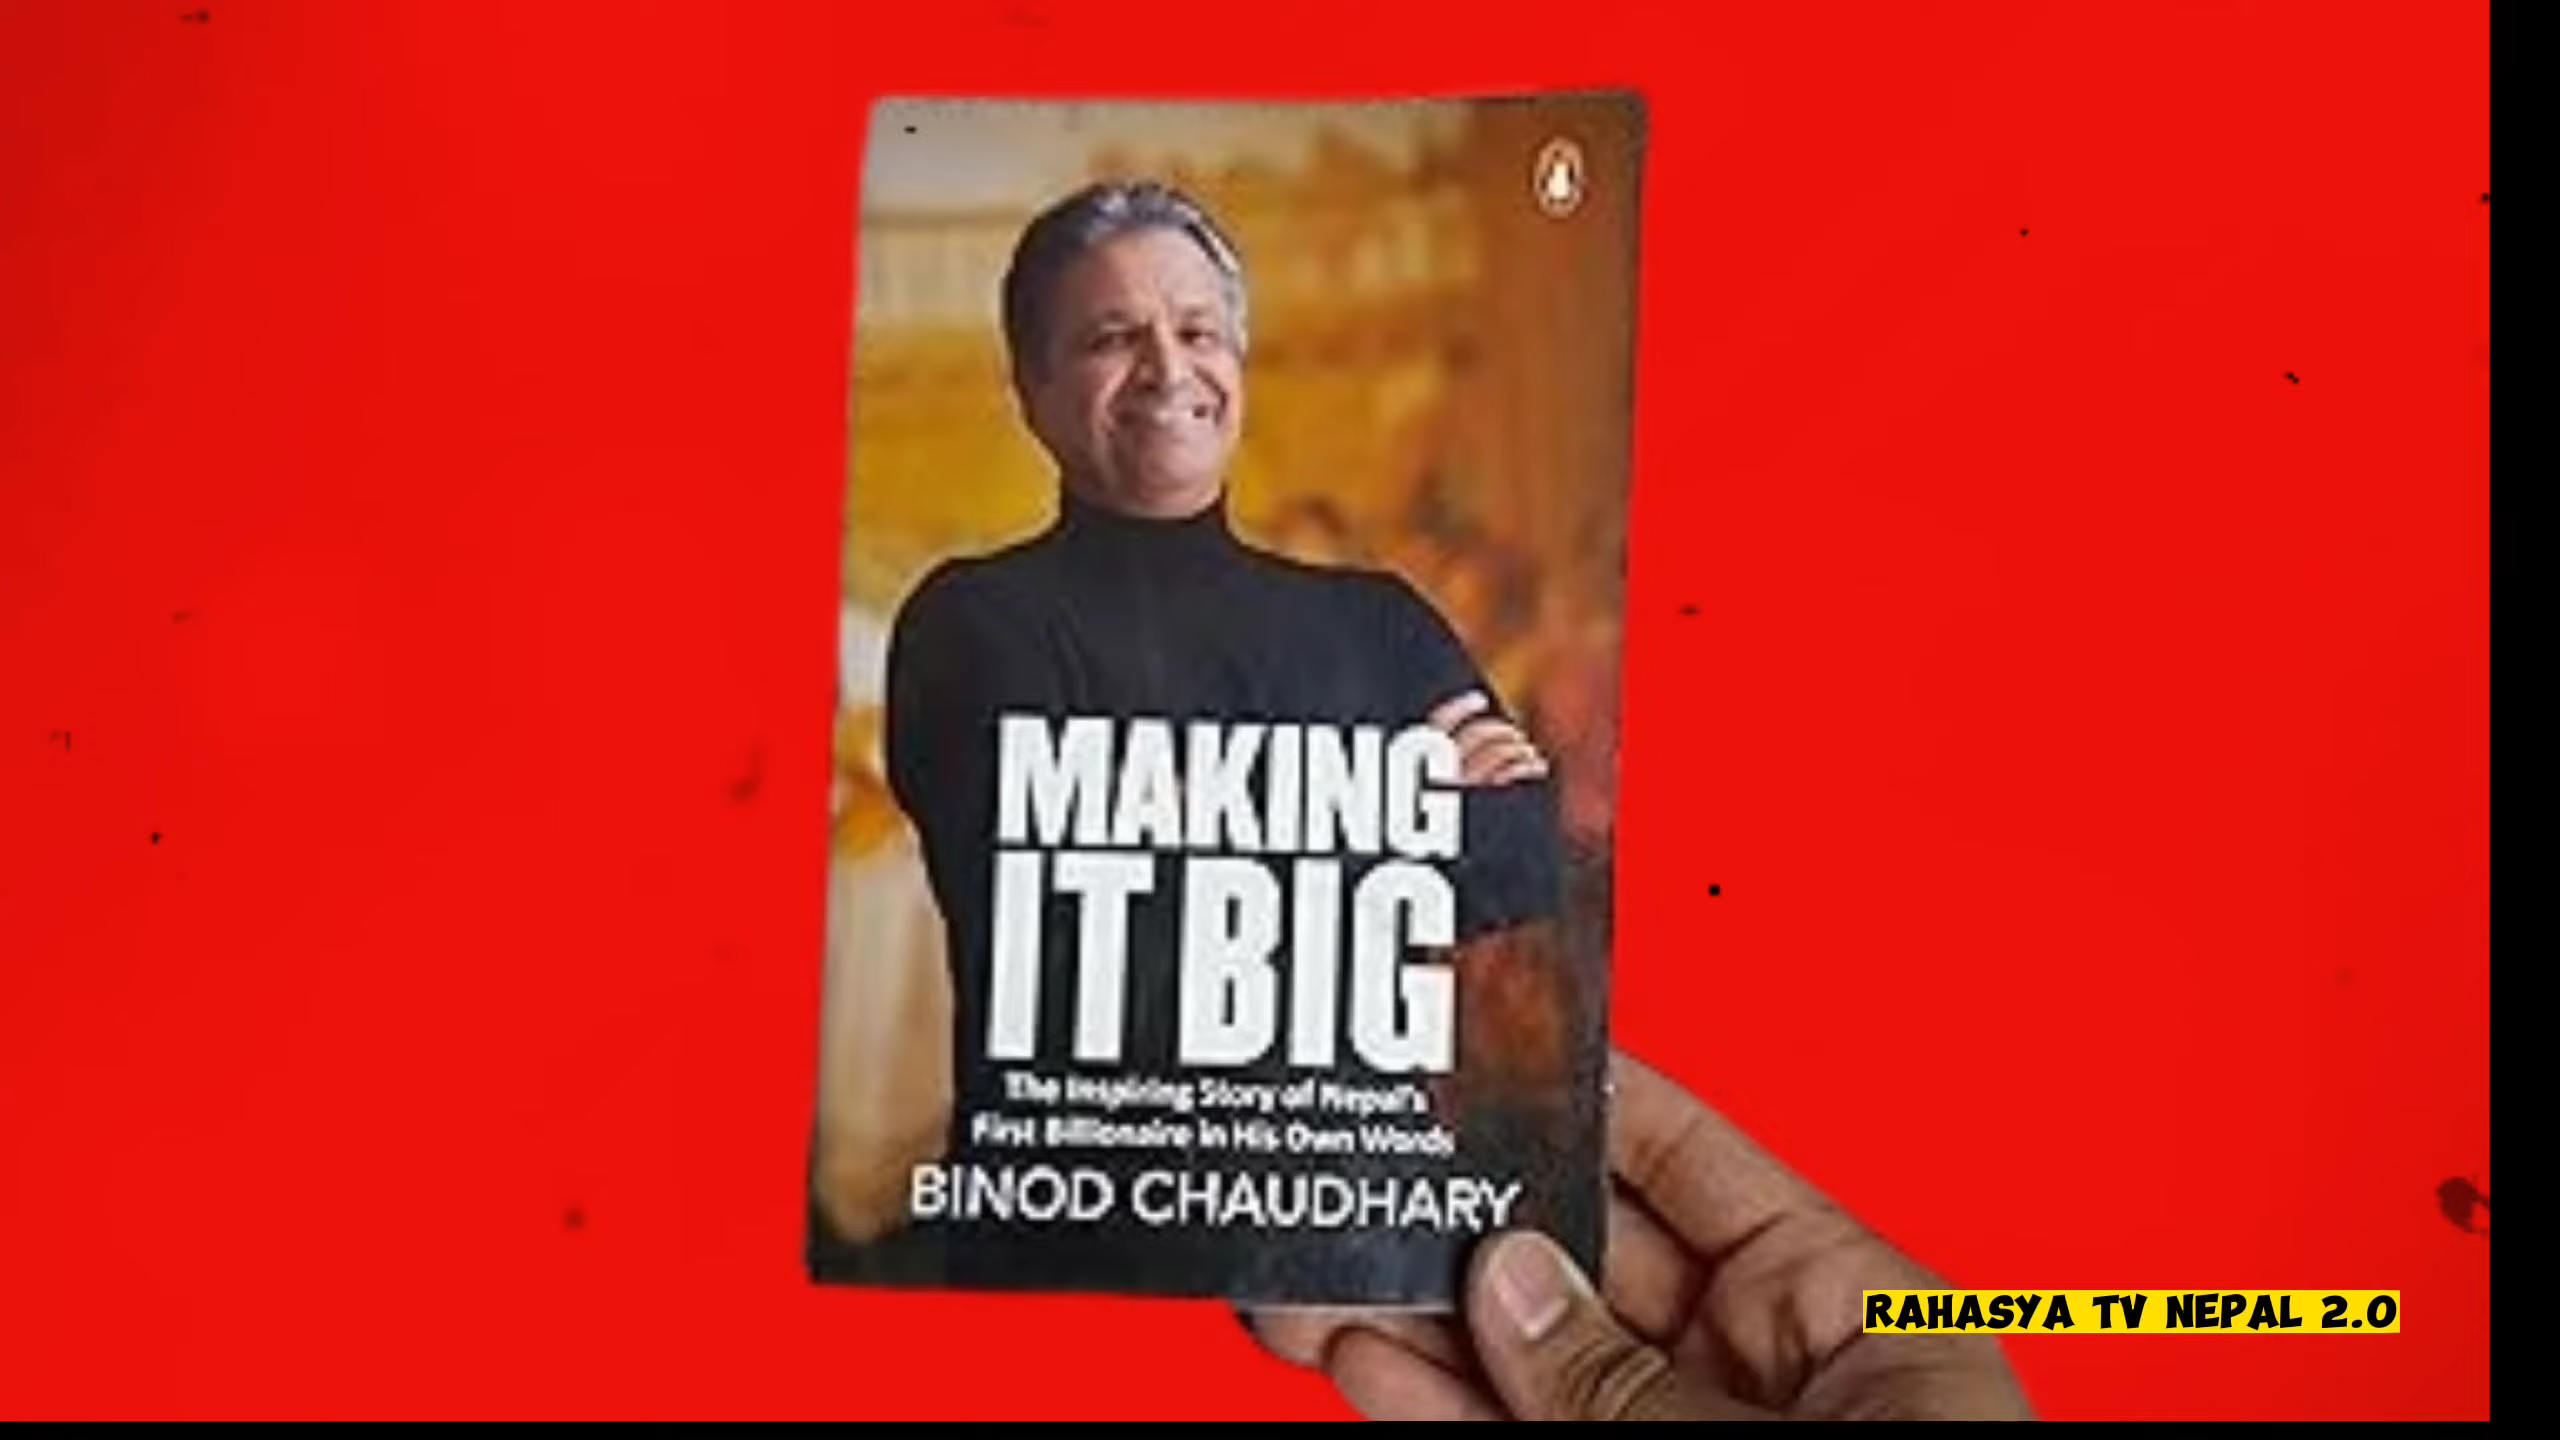 MAKING
IT BIG
The Inspiring Story of Nepal's
First Billionaire in His Own Words
BINOD CHAUDHARY
RAHASYA TV NEPAL 2.0